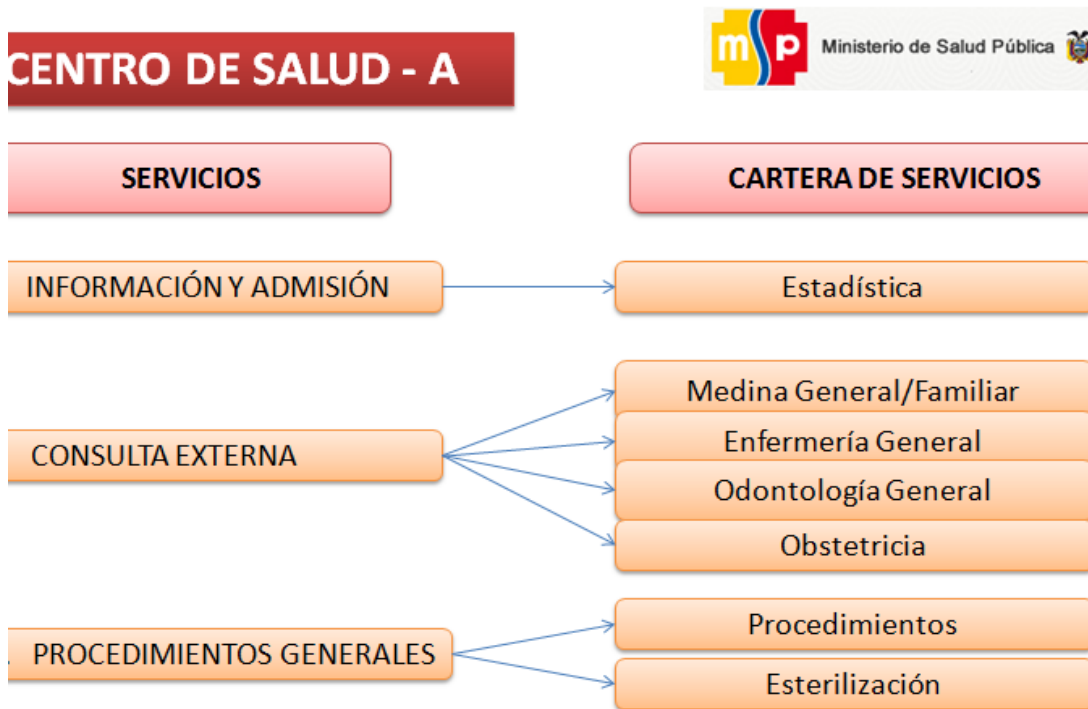 CENTRO DE SALUD - A
msp Ministerio de Salud Pública
SERVICIOS
CARTERA DE SERVICIOS
INFORMACIÓN Y ADMISIÓN
Estadística
CONSULTA EXTERNA
Medina General/Familiar
Enfermería General
Odontología General
Obstetricia
. PROCEDIMIENTOS GENERALES
Procedimientos
Esterilización